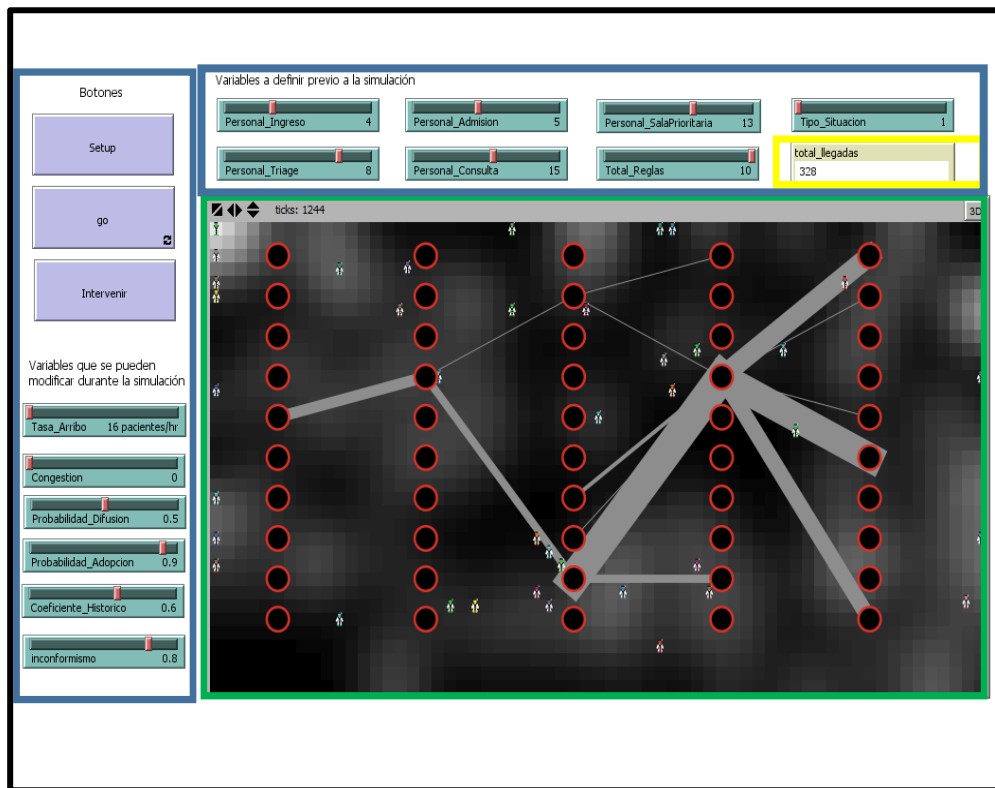 Botones
Setup
go
Intervenir
Variables que se pueden
modificar durante la simulación
Tasa_Arribo 16 pacientes/hr
Congestion 0
Probabilidad_Difusion 0.5
Probabilidad_Adopcion 0.9
Coeficiente_Historico 0.6
inconformismo 0.8
Variables a definir previo a la simulación
Personal_Ingreso 4
Personal_Admision 5
Personal_SalaPrioritaria 13
Tipo_Situacion 1
Personal_Triage 8
Personal_Consulta 15
Total_Reglas 10
total_llegadas
328
ticks: 1244
3D